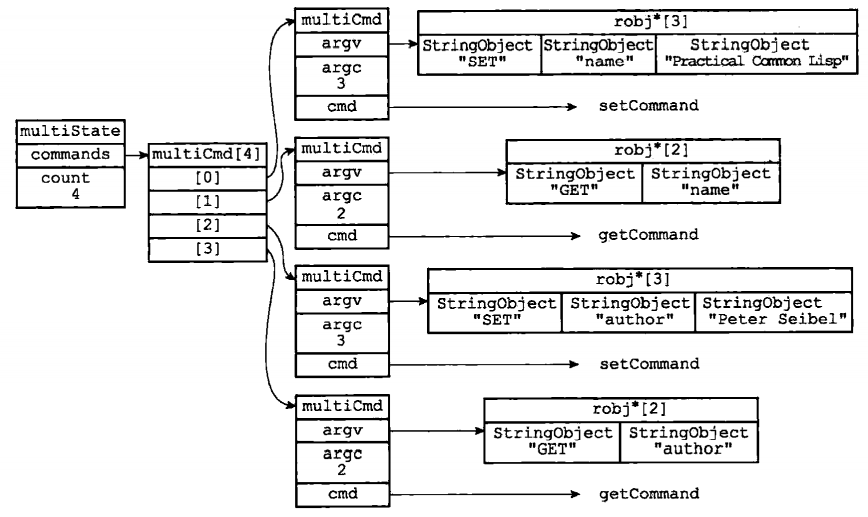 multiState
commands
count
4
multiCmd[4]
[0]
[1]
[2]
[3]
multiCmd
argv
argc
3
cmd
robj*[3]
StringObject StringObject StringObject
"SET" "name" "Practical Common Lisp"
setCommand
multiCmd
argv
argc
2
cmd
robj*[2]
StringObject StringObject
"GET" "name"
getCommand
multiCmd
argv
argc
3
cmd
robj*[3]
StringObject StringObject StringObject
"SET" "author" "Peter Seibel"
setCommand
multiCmd
argv
argc
2
cmd
robj*[2]
StringObject StringObject
"GET" "author"
getCommand